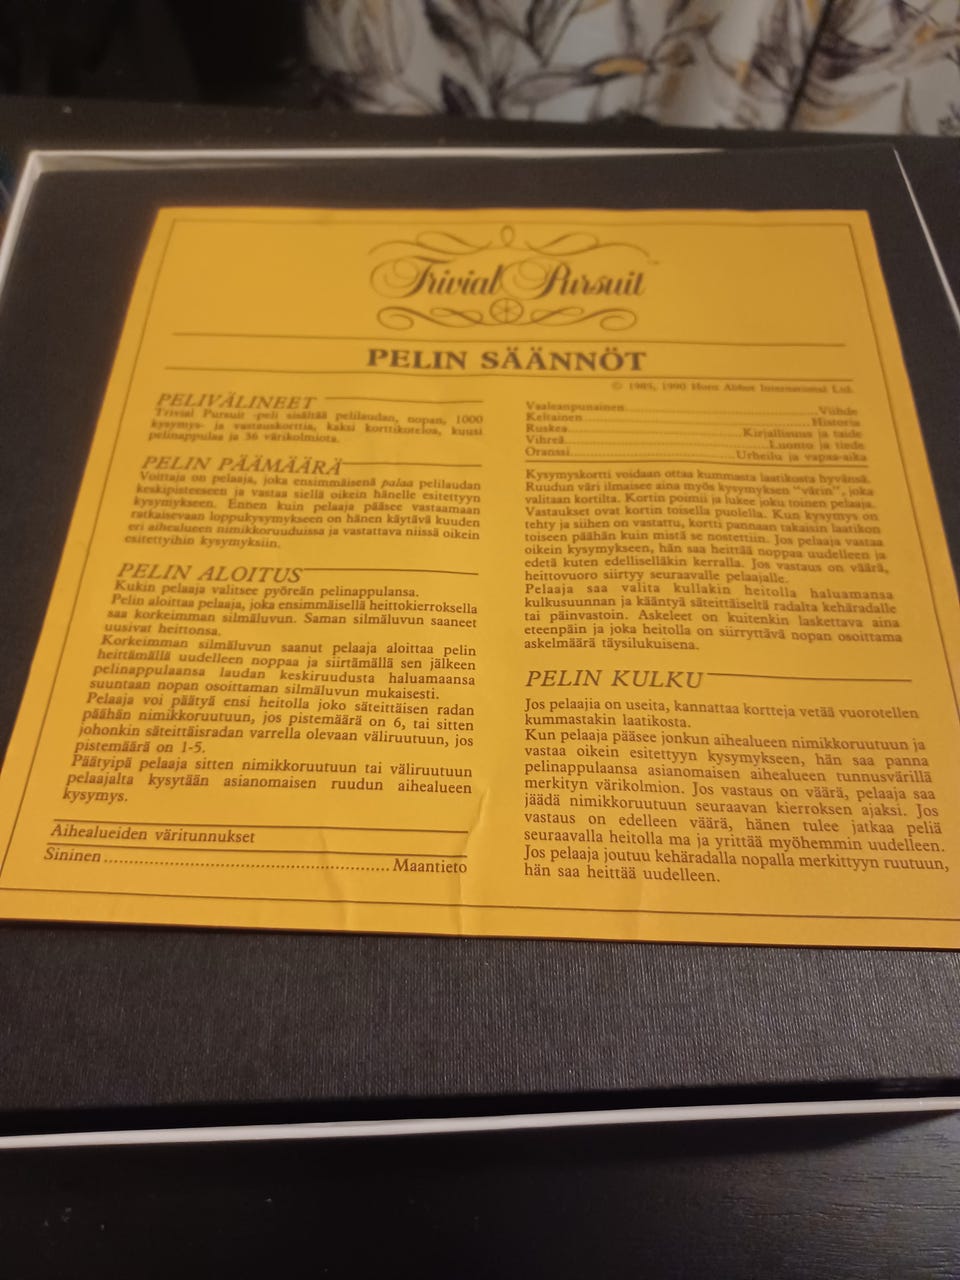 Trivial Pursuit
PELIN SÄÄNNÖT
© 1985, 1990 Horn Abbot International Ltd.
PELIVÄLINEET
Trivial Pursuit -peli sisältää pelilaudan, nopan, 1000
kysymys- ja vastauskorttia, kaksi korttikoteloa, kuusi
pelinappulaa ja 36 värikolmiota.
PELIN PÄÄMÄÄRÄ
Voittaja on pelaaja, joka ensimmäisenä palaa pelilaudan
keskipisteeseen ja vastaa siellä oikein hänelle esitettyyn
kysymykseen. Ennen kuin pelaaja pääsee vastaamaan
ratkaisevaan loppukysymykseen on hänen käytävä kuuden
eri aihealueen nimikkoruuduissa ja vastattava niissä oikein
esitettyihin kysymyksiin.
PELIN ALOITUS
Kukin pelaaja valitsee pyöreän pelinappulansa.
Pelin aloittaa pelaaja, joka ensimmäisellä heittokierroksella
saa korkeimman silmäluvun. Saman silmäluvun saaneet
uusivat heittonsa.
Korkeimman silmäluvun saanut pelaaja aloittaa pelin
heittämällä uudelleen noppaa ja siirtämällä sen jälkeen
pelinappulaansa laudan keskiruudusta haluamaansa
suuntaan nopan osoittaman silmäluvun mukaisesti.
Pelaaja voi päätyä ensi heitolla joko säteittäisen radan
päähän nimikkoruutuun, jos pistemäärä on 6, tai sitten
johonkin säteittäisradan varrella olevaan väliruutuun, jos
pistemäärä on 1-5.
Päätyipä pelaaja sitten nimikkoruutuun tai väliruutuun
pelaajalta kysytään asianomaisen ruudun aihealueen
kysymys.
Aihealueiden väritunnukset
Sininen..........................................Maantieto
Vaaleanpunainen..........................................Viihde
Keltainen..........................................Historia
Ruskea..........................................Kirjallisuus ja taide
Vihreä..........................................Luonto ja tiede
Oranssi..........................................Urheilu ja vapaa-aika
Kysymyskortti voidaan ottaa kummasta laatikosta hyvänsä.
Ruudun väri ilmaisee aina myös kysymyksen "värin", joka
valitaan kortilta. Kortin poimii ja lukee joku toinen pelaaja.
Vastaukset ovat kortin toisella puolella. Kun kysymys on
tehty ja siihen on vastattu, kortti pannaan takaisin laatikon
toiseen päähän kuin mistä se nostettiin. Jos pelaaja vastaa
oikein kysymykseen, hän saa heittää noppaa uudelleen ja
edetä kuten edelliselläkin kerralla. Jos vastaus on väärä,
heittovuoro siirtyy seuraavalle pelaajalle.
Pelaaja saa valita kullakin heitolla haluamansa
kulkusuunnan ja kääntyä säteittäiseltä radalta kehäradalle
tai päinvastoin. Askeleet on kuitenkin laskettava aina
eteenpäin ja joka heitolla on siirryttävä nopan osoittama
askelmäärä täysilukuisena.
PELIN KULKU
Jos pelaajia on useita, kannattaa kortteja vetää vuorotellen
kummastakin laatikosta.
Kun pelaaja pääsee jonkun aihealueen nimikkoruutuun ja
vastaa oikein esitettyyn kysymykseen, hän saa panna
pelinappulaansa asianomaisen aihealueen tunnusvärillä
merkityn värikolmion. Jos vastaus on väärä, pelaaja saa
jäädä nimikkoruutuun seuraavan kierroksen ajaksi. Jos
vastaus on edelleen väärä, hänen tulee jatkaa peliä
seuraavalla heitolla ma ja yrittää myöhemmin uudelleen.
Jos pelaaja joutuu kehäradalla nopalla merkittyyn ruutuun,
hän saa heittää uudelleen.